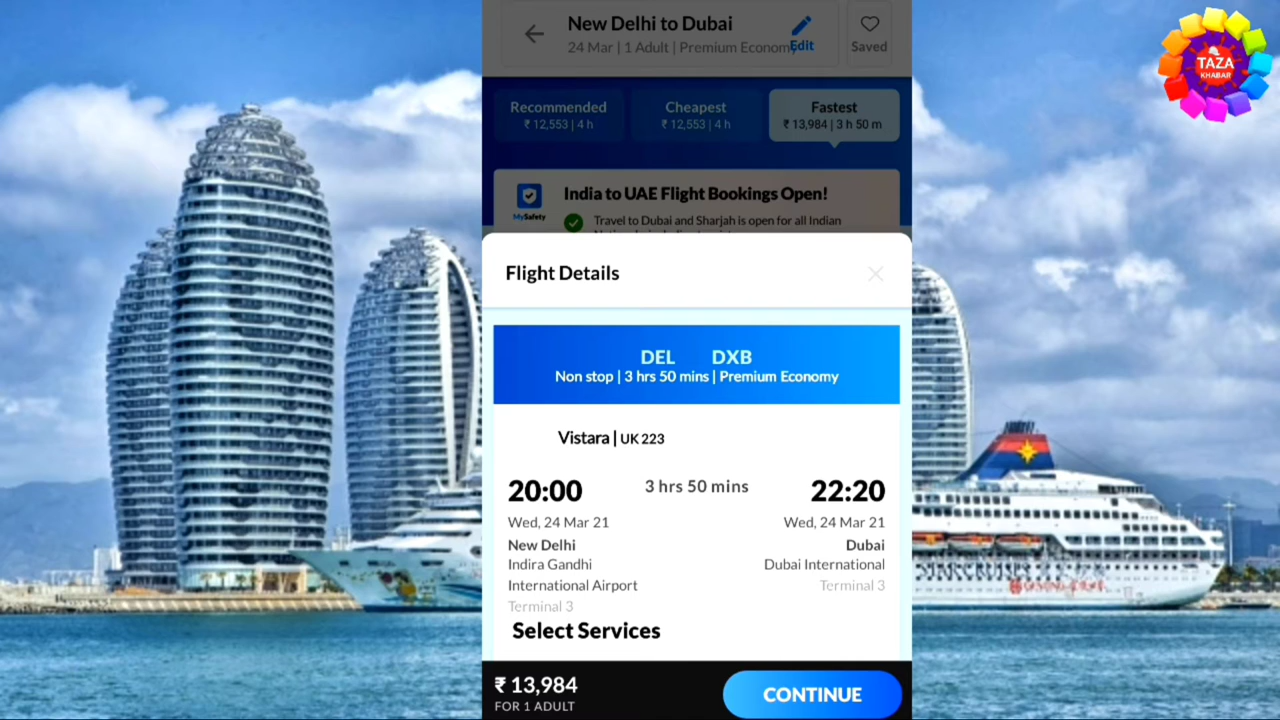 New Delhi to Dubai
24 Mar | 1 Adult | Premium Economy
Edit
Saved
Recommended
₹ 12,553 | 4 h
Cheapest
₹ 12,553 | 4 h
Fastest
₹ 13,984 | 3 h 50 m
MySafety
India to UAE Flight Bookings Open!
Travel to Dubai and Sharjah is open for all Indian
Flight Details
DEL DXB
Non stop | 3 hrs 50 mins | Premium Economy
Vistara | UK 223
20:00 3 hrs 50 mins 22:20
Wed, 24 Mar 21 Wed, 24 Mar 21
New Delhi Dubai
Indira Gandhi Dubai International
International Airport Terminal 3
Terminal 3
Select Services
₹ 13,984
FOR 1 ADULT
CONTINUE
TAZA
KHABAR